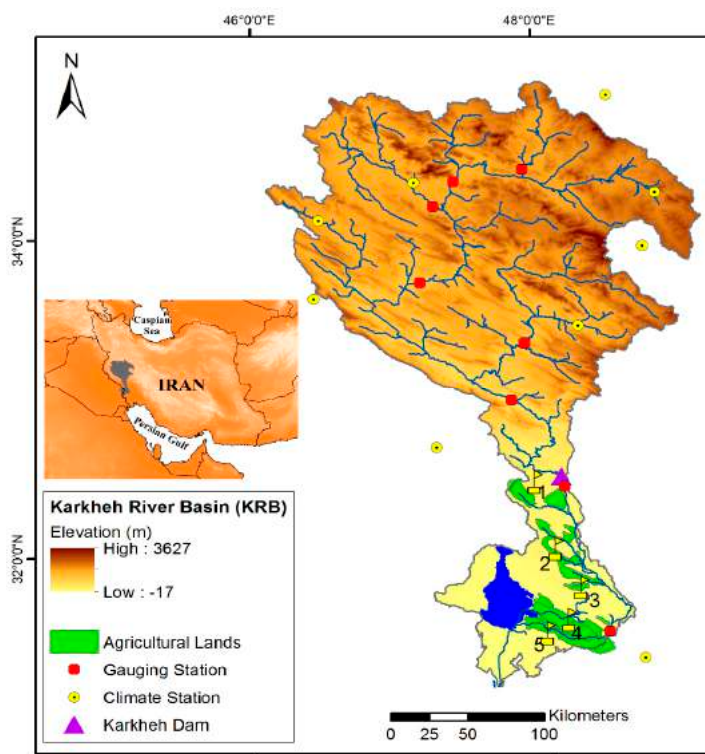 46°0'0"E
48°0'0"E
N
34°0'0"N
Caspian
Sea
IRAN
Persian Gulf
Karkheh River Basin (KRB)
Elevation (m)
High : 3627
Low : -17
Agricultural Lands
Gauging Station
Climate Station
Karkheh Dam
32°0'0"N
1
2
3
4
5
Kilometers
0 25 50 100